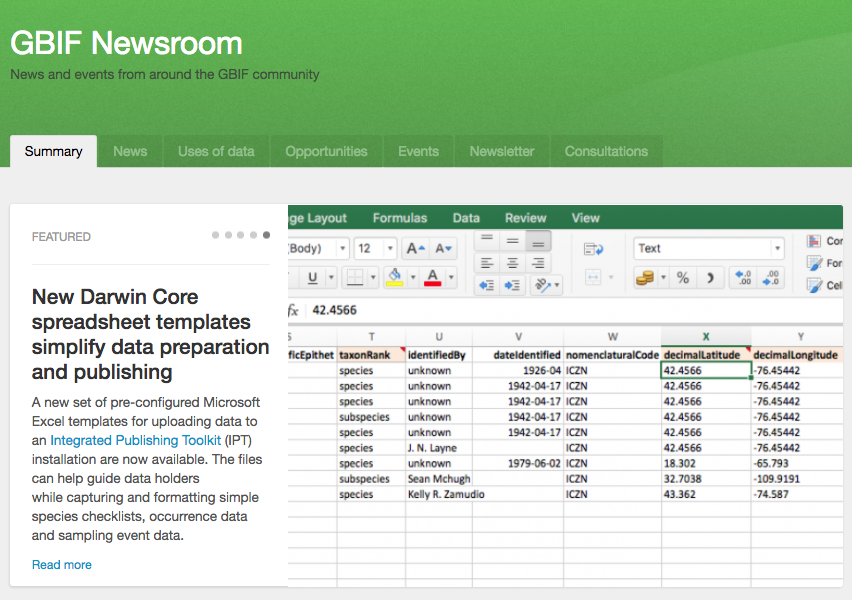 GBIF Newsroom
News and events from around the GBIF community
Summary News Uses of data Opportunities Events Newsletter Consultations
FEATURED
New Darwin Core
spreadsheet templates
simplify data preparation
and publishing
A new set of pre-configured Microsoft
Excel templates for uploading data to
an Integrated Publishing Toolkit (IPT)
installation are now available. The files
can help guide data holders
while capturing and formatting simple
species checklists, occurrence data
and sampling event data.
Read more
ge Layout Formulas Data Review View
(Body) 12 A A Text Cor
U A % For
Cel
fx 42.4566
S T U V W X Y
ficEpithet taxonRank identifiedBy dateIdentified nomenclaturalCode decimalLatitude decimalLongitude
species unknown 1926-04 ICZN 42.4566 -76.45442
species unknown 1942-04-17 ICZN 42.4566 -76.45442
species unknown 1942-04-17 ICZN 42.4566 -76.45442
subspecies unknown 1942-04-17 ICZN 42.4566 -76.45442
species unknown 1942-04-17 ICZN 42.4566 -76.45442
species J. N. Layne ICZN 42.4566 -76.45442
species unknown 1979-06-02 ICZN 18.302 -65.793
subspecies Sean Mchugh ICZN 32.7038 -109.9191
species Kelly R. Zamudio ICZN 43.362 -74.587